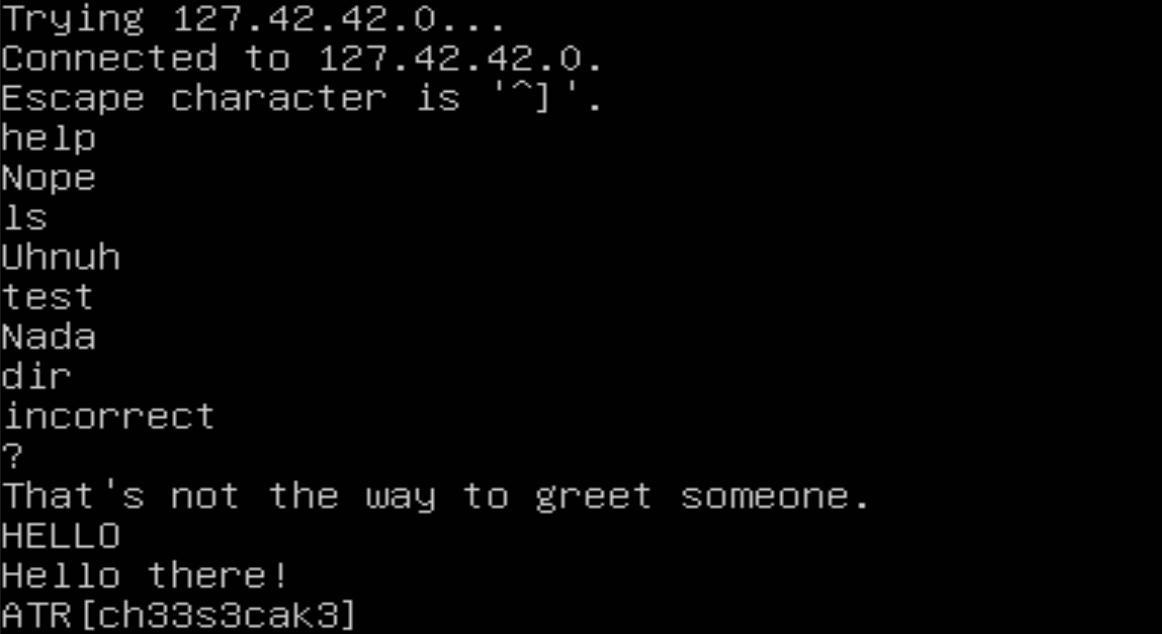 Trying 127.42.42.0...
Connected to 127.42.42.0.
Escape character is '^]'.
help
Nope
ls
Uhnuh
test
Nada
dir
incorrect
?
That's not the way to greet someone.
HELLO
Hello there!
ATR[ch33s3cak3]